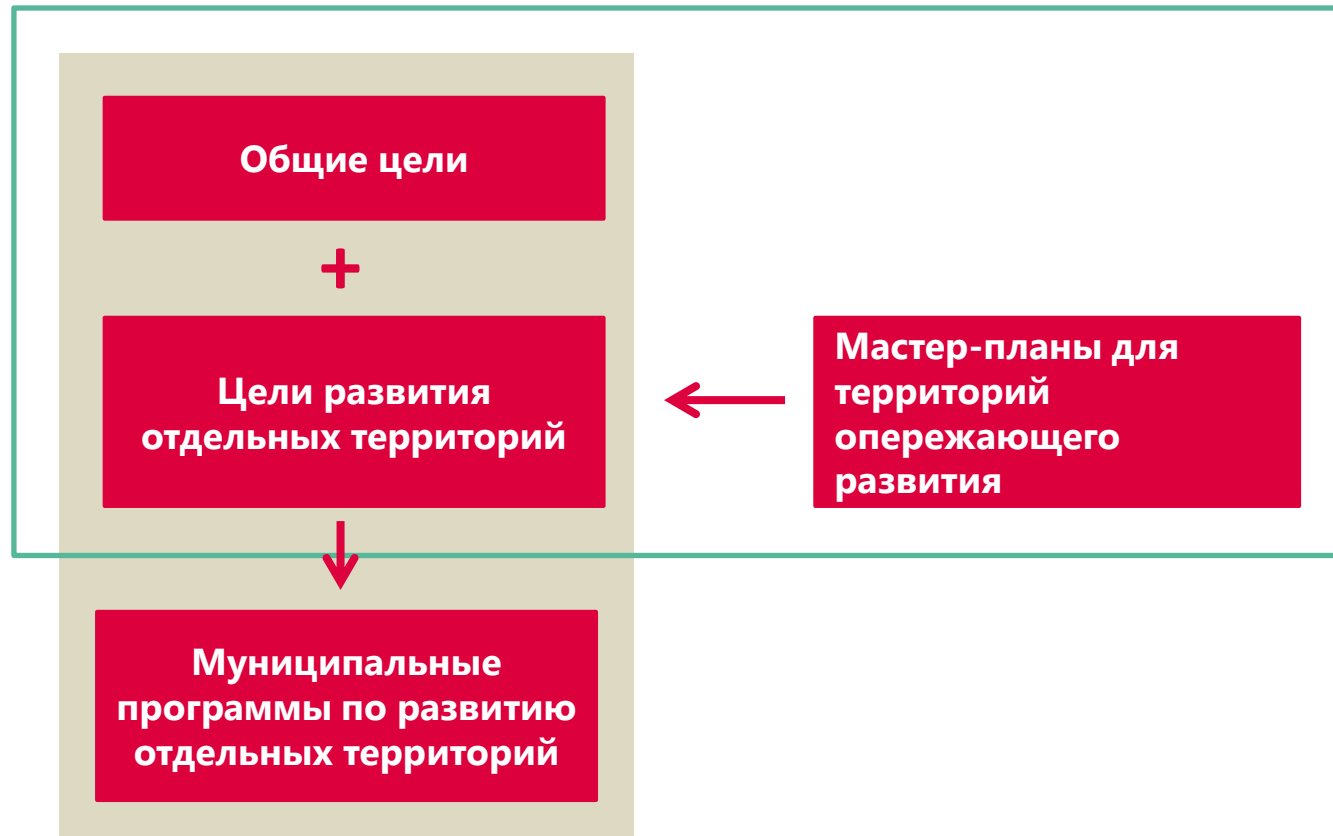 Общие цели
+
Цели развития
отдельных территорий
Мастер-планы для
территорий
опережающего
развития
Муниципальные
программы по развитию
отдельных территорий